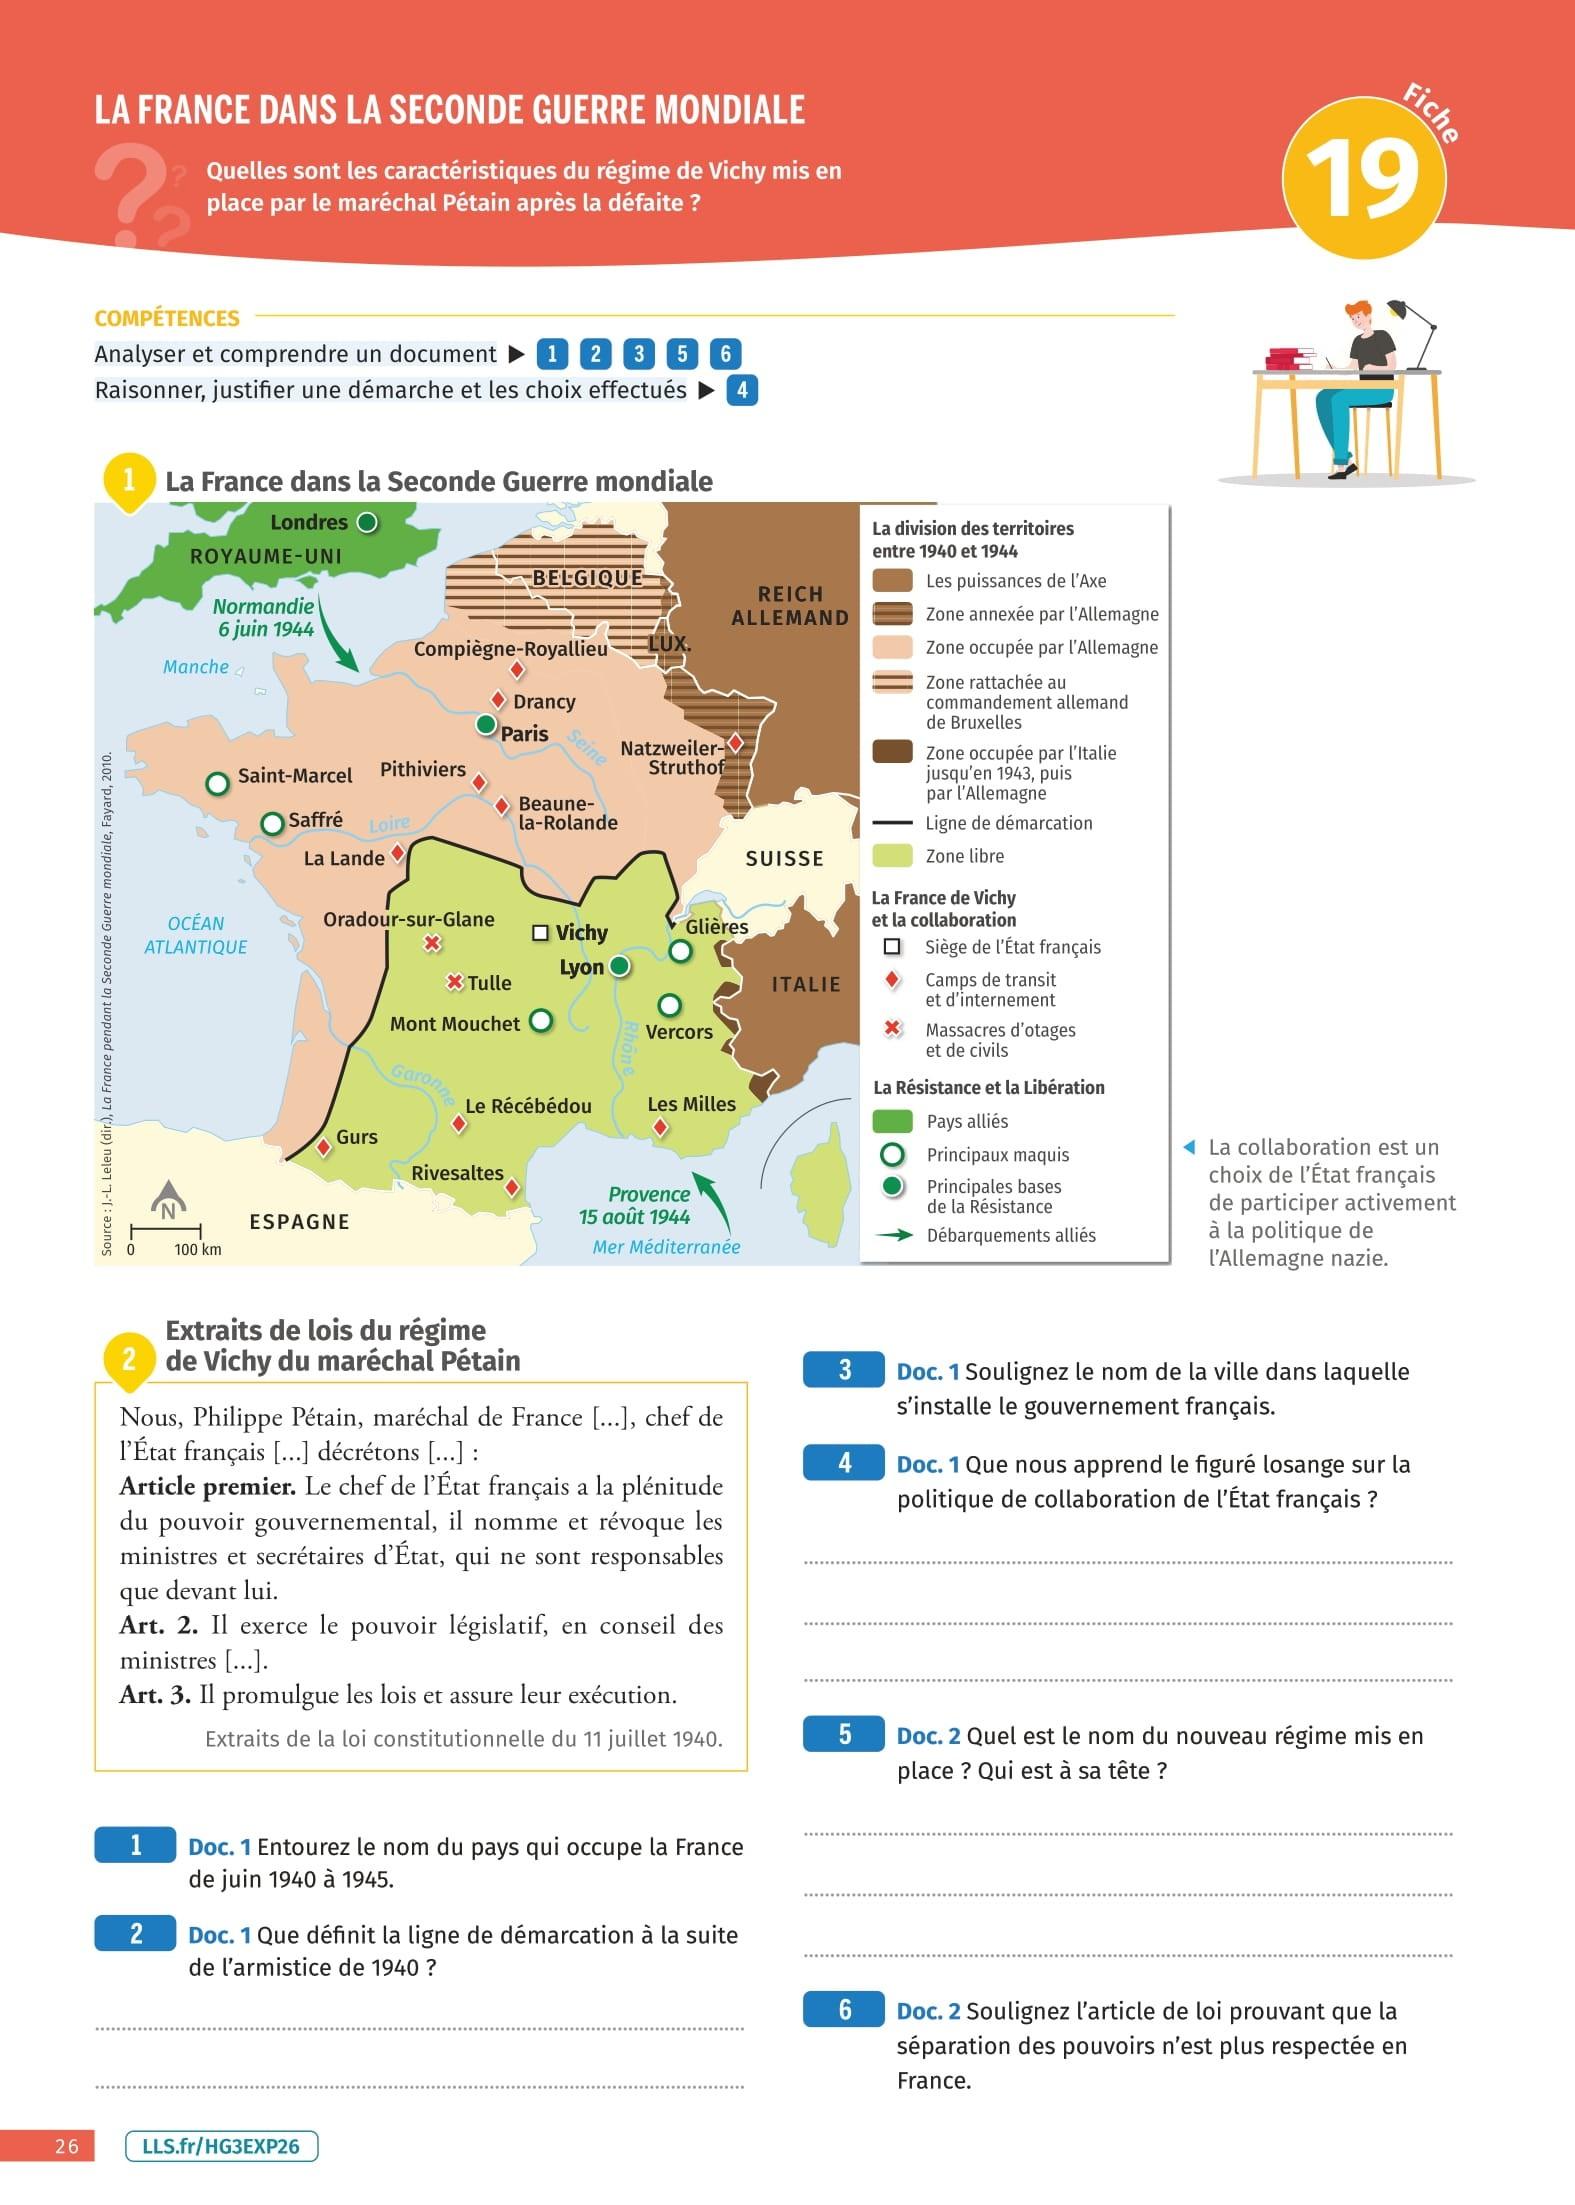 LA FRANCE DANS LA SECONDE GUERRE MONDIALE
Quelles sont les caractéristiques du régime de Vichy mis en
place par le maréchal Pétain après la défaite ?
Fiche
19
COMPÉTENCES
Analyser et comprendre un document ▶ 1 2 3 5 6
Raisonner, justifier une démarche et les choix effectués ▶ 4
1 La France dans la Seconde Guerre mondiale
Londres
ROYAUME-UNI
Normandie
6 juin 1944
Manche
BELGIQUE
REICH
ALLEMAND
LUX.
Compiègne-Royallieu
Drancy
Paris
Seine
Natzweiler-
Struthof
Saint-Marcel
Pithiviers
Beaune-
la-Rolande
Saffré
Loire
La Lande
SUISSE
OCÉAN
ATLANTIQUE
Oradour-sur-Glane
Vichy
Glières
Lyon
ITALIE
Tulle
Mont Mouchet
Vercors
Rhône
Garonne
Le Récébédou
Les Milles
Gurs
Rivesaltes
Provence
15 août 1944
Mer Méditerranée
ESPAGNE
N
0 100 km
Source : J.-L. Leleu (dir.), La France pendant la Seconde Guerre mondiale, Fayard, 2010.
La division des territoires
entre 1940 et 1944
Les puissances de l'Axe
Zone annexée par l'Allemagne
Zone occupée par l'Allemagne
Zone rattachée au
commandement allemand
de Bruxelles
Zone occupée par l'Italie
jusqu'en 1943, puis
par l'Allemagne
Ligne de démarcation
Zone libre
La France de Vichy
et la collaboration
Siège de l'État français
Camps de transit
et d'internement
Massacres d'otages
et de civils
La Résistance et la Libération
Pays alliés
Principaux maquis
Principales bases
de la Résistance
Débarquements alliés
◀ La collaboration est un
choix de l'État français
de participer activement
à la politique de
l'Allemagne nazie.
2 Extraits de lois du régime
de Vichy du maréchal Pétain
Nous, Philippe Pétain, maréchal de France [...], chef de
l'État français [...] décrétons [...] :
Article premier. Le chef de l'État français a la plénitude
du pouvoir gouvernemental, il nomme et révoque les
ministres et secrétaires d'État, qui ne sont responsables
que devant lui.
Art. 2. Il exerce le pouvoir législatif, en conseil des
ministres [...].
Art. 3. Il promulgue les lois et assure leur exécution.
Extraits de la loi constitutionnelle du 11 juillet 1940.
1 Doc. 1 Entourez le nom du pays qui occupe la France
de juin 1940 à 1945.
2 Doc. 1 Que définit la ligne de démarcation à la suite
de l'armistice de 1940 ?
3 Doc. 1 Soulignez le nom de la ville dans laquelle
s'installe le gouvernement français.
4 Doc. 1 Que nous apprend le figuré losange sur la
politique de collaboration de l'État français ?
5 Doc. 2 Quel est le nom du nouveau régime mis en
place ? Qui est à sa tête ?
6 Doc. 2 Soulignez l'article de loi prouvant que la
séparation des pouvoirs n'est plus respectée en
France.
26
LLS.fr/HG3EXP26